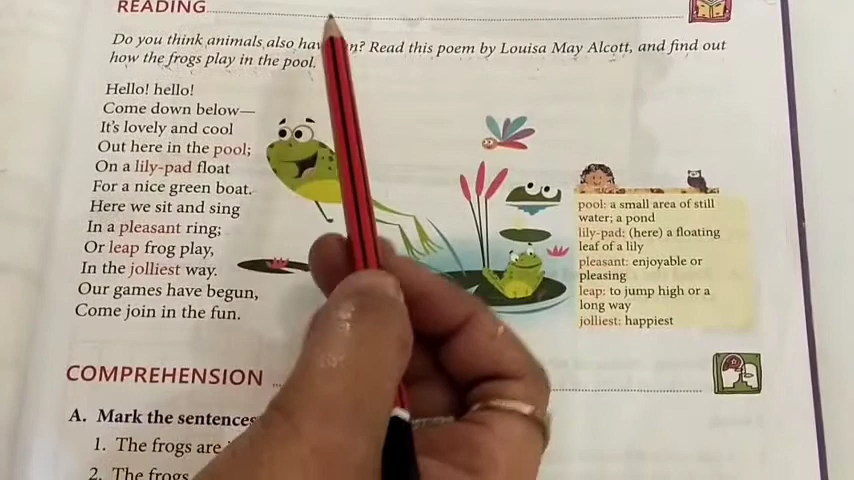 READING
Do you think animals also hav n? Read this poem by Louisa May Alcott, and find out
how the frogs play in the pool.
Hello! hello!
Come down below—
It's lovely and cool
Out here in the pool;
On a lily-pad float
For a nice green boat.
Here we sit and sing
In a pleasant ring;
Or leap frog play,
In the jolliest way.
Our games have begun,
Come join in the fun.
pool: a small area of still
water; a pond
lily-pad: (here) a floating
leaf of a lily
pleasant: enjoyable or
pleasing
leap: to jump high or a
long way
jolliest: happiest
COMPREHENSION
A. Mark the sentences
1. The frogs are
2. The frogs